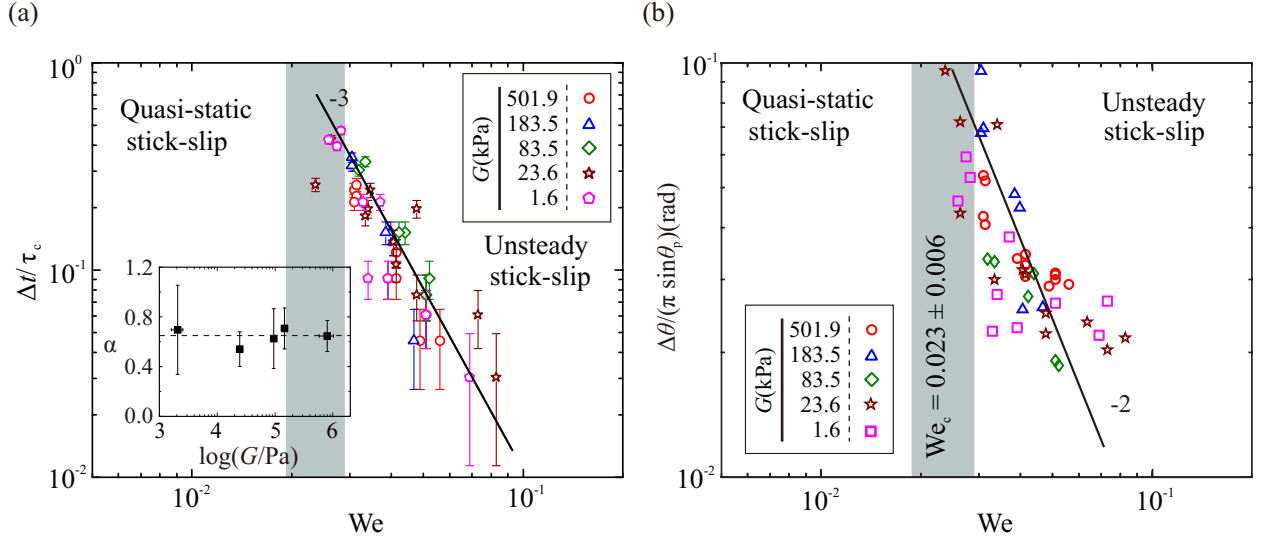 (a)
(b)
Δt/τc
10^0
10^-1
10^-2
Quasi-static
stick-slip
-3
G(kPa)
501.9
183.5
83.5
23.6
1.6
Unsteady
stick-slip
α
1.2
0.8
0.4
0.0
3 4 5 6
log(G/Pa)
10^-2 10^-1
We
Δθ/(π sinθp)(rad)
10^-1
10^-2
Quasi-static
stick-slip
Unsteady
stick-slip
G(kPa)
501.9
183.5
83.5
23.6
1.6
We_c = 0.023 ± 0.006
-2
10^-2 10^-1
We